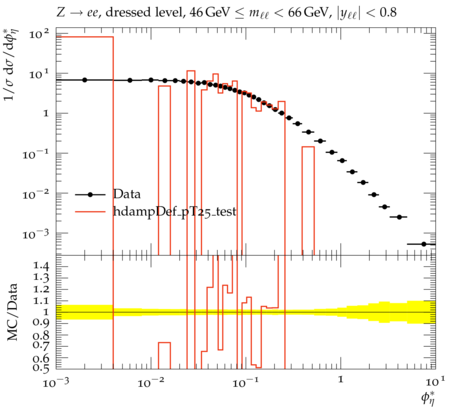 Z → ee, dressed level, 46 GeV ≤ mℓℓ < 66 GeV, |yℓℓ| < 0.8
1/σ dσ/dϕ*η
10²
10¹
1
10⁻¹
10⁻²
10⁻³
Data
hdampDef_pT25_test
MC/Data
1.4
1.3
1.2
1.1
1
0.9
0.8
0.7
0.6
0.5
10⁻³ 10⁻² 10⁻¹ 1 10¹
ϕ*η